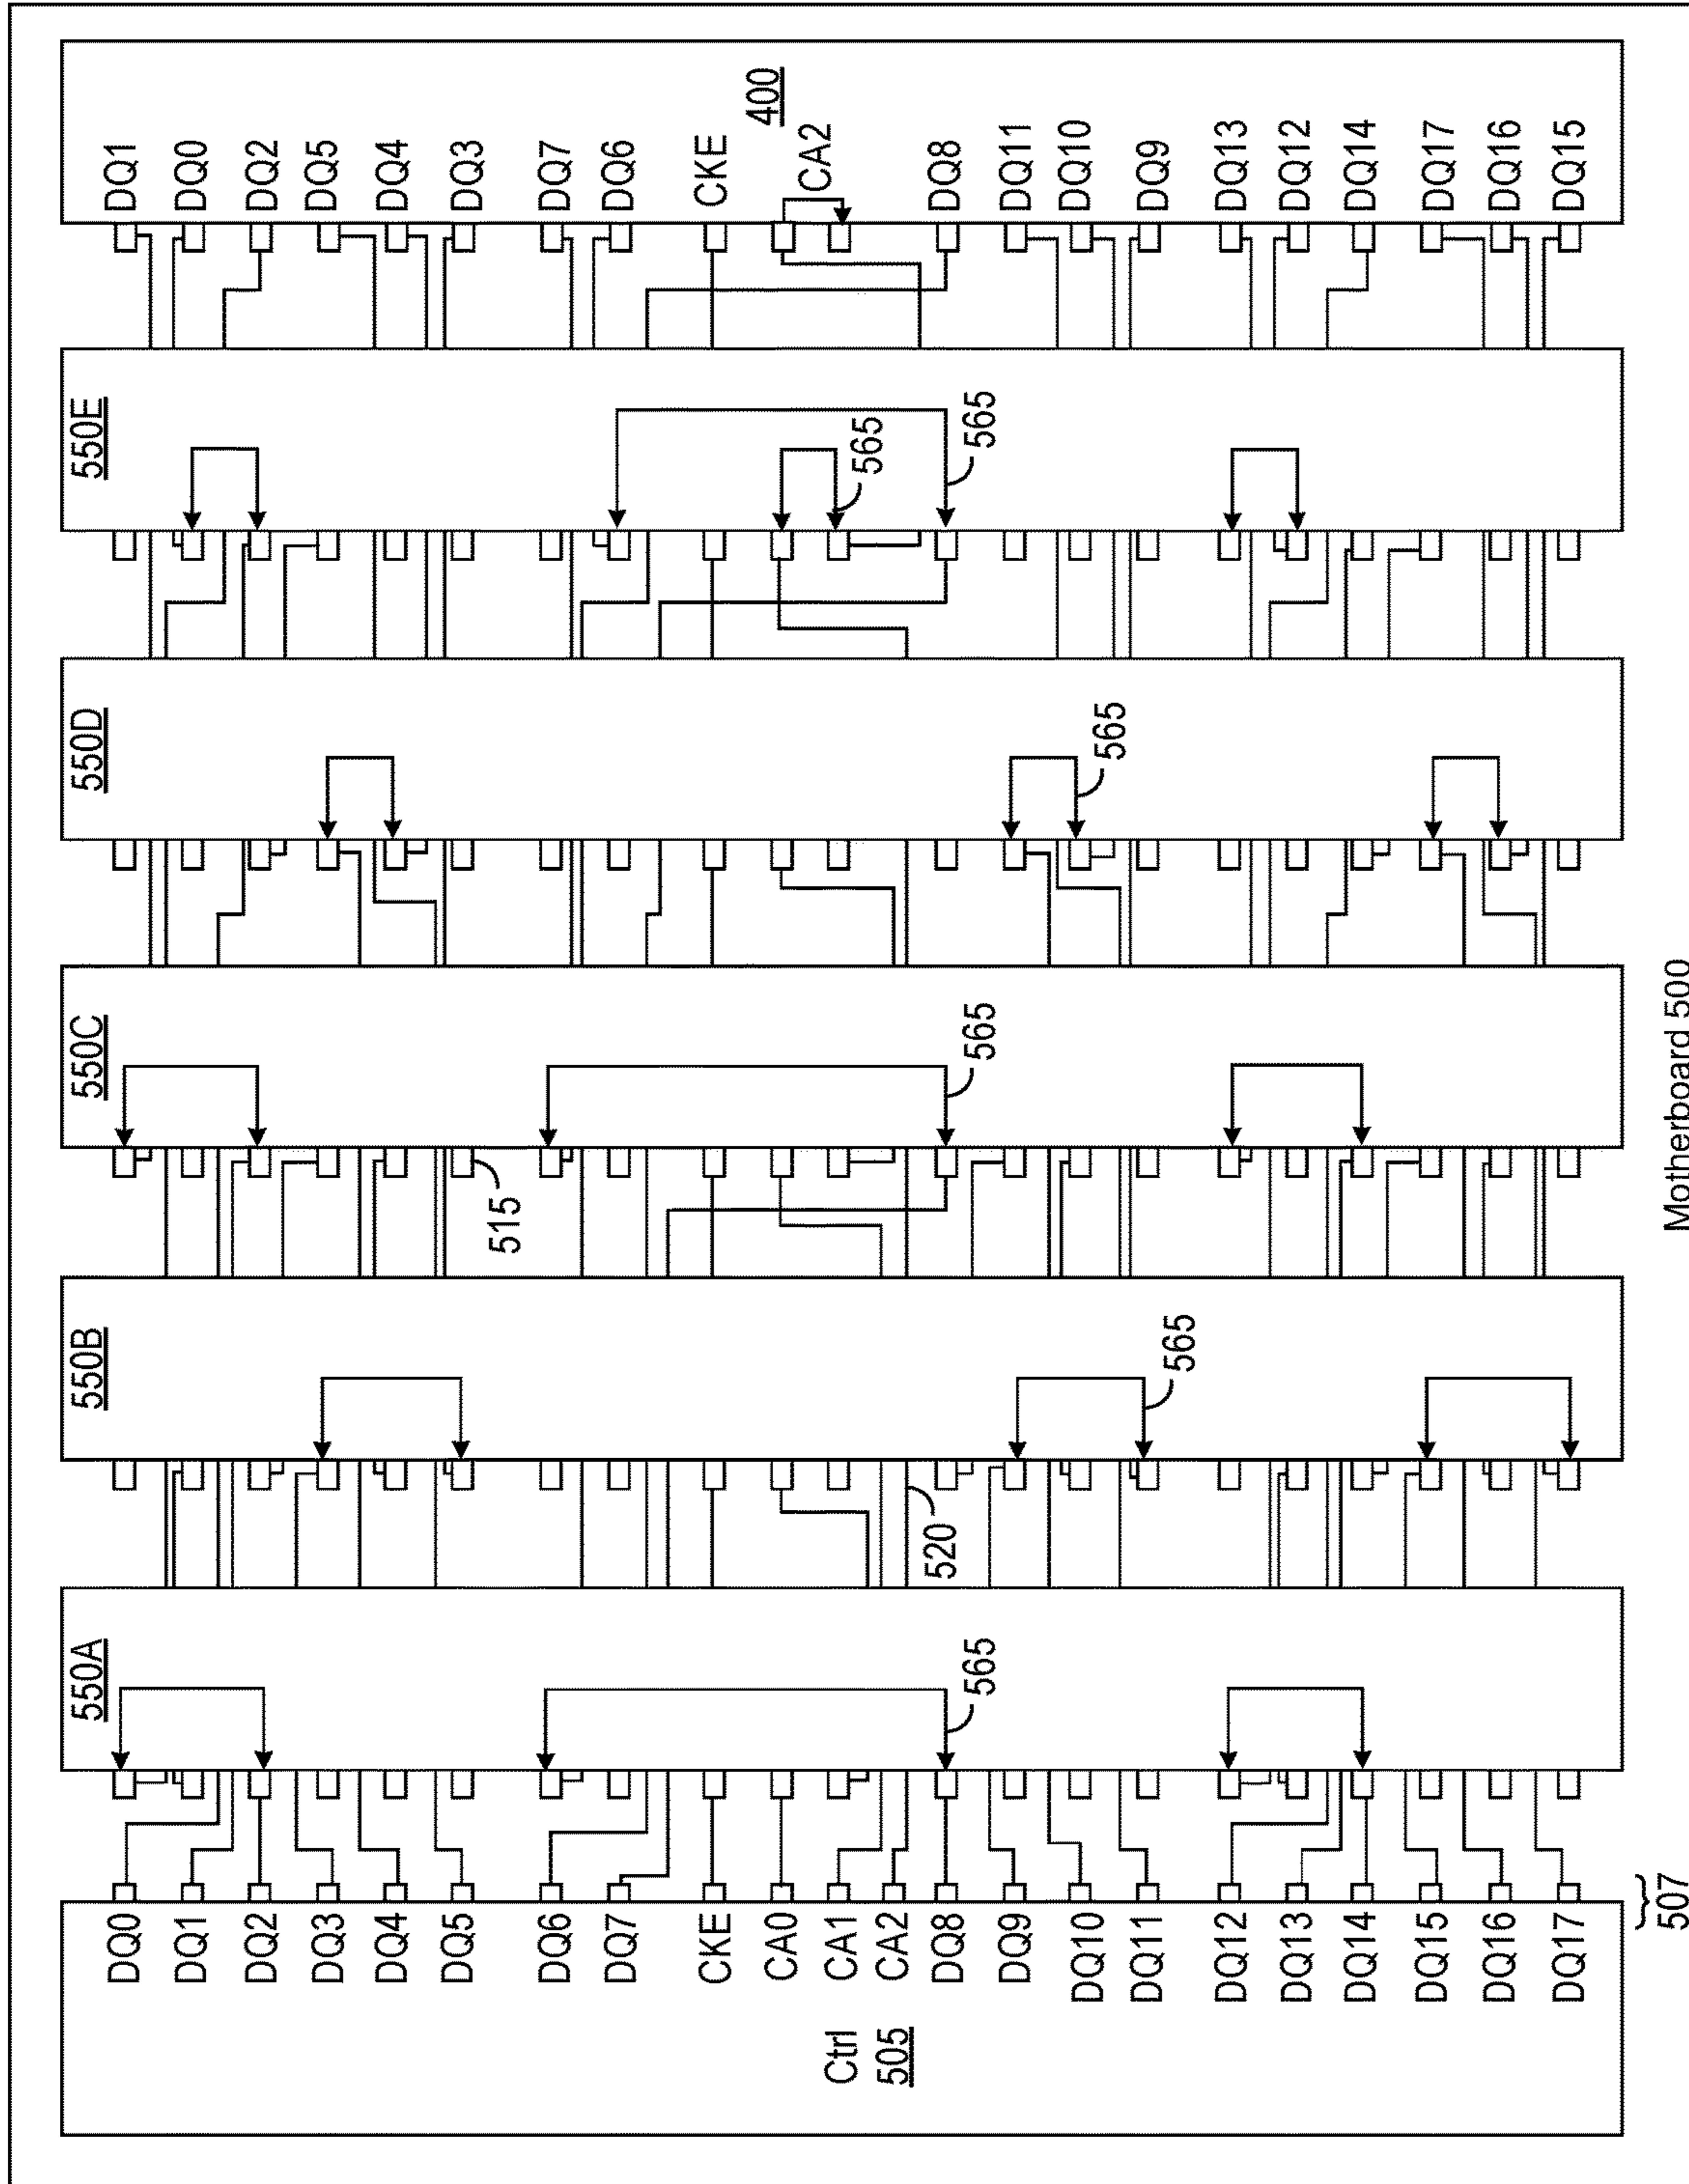 400
DQ1
DQ0
DQ2
DQ5
DQ4
DQ3
DQ7
DQ6
CKE
CA2
DQ8
DQ11
DQ10
DQ9
DQ13
DQ12
DQ14
DQ17
DQ16
DQ15
550E
565
565
550D
565
550C
565
515
550B
565
520
550A
565
DQ0
DQ1
DQ2
DQ3
DQ4
DQ5
DQ6
DQ7
CKE
CA0
CA1
CA2
DQ8
DQ9
DQ10
DQ11
DQ12
DQ13
DQ14
DQ15
DQ16
DQ17
507
Ctrl
505
Motherboard 500